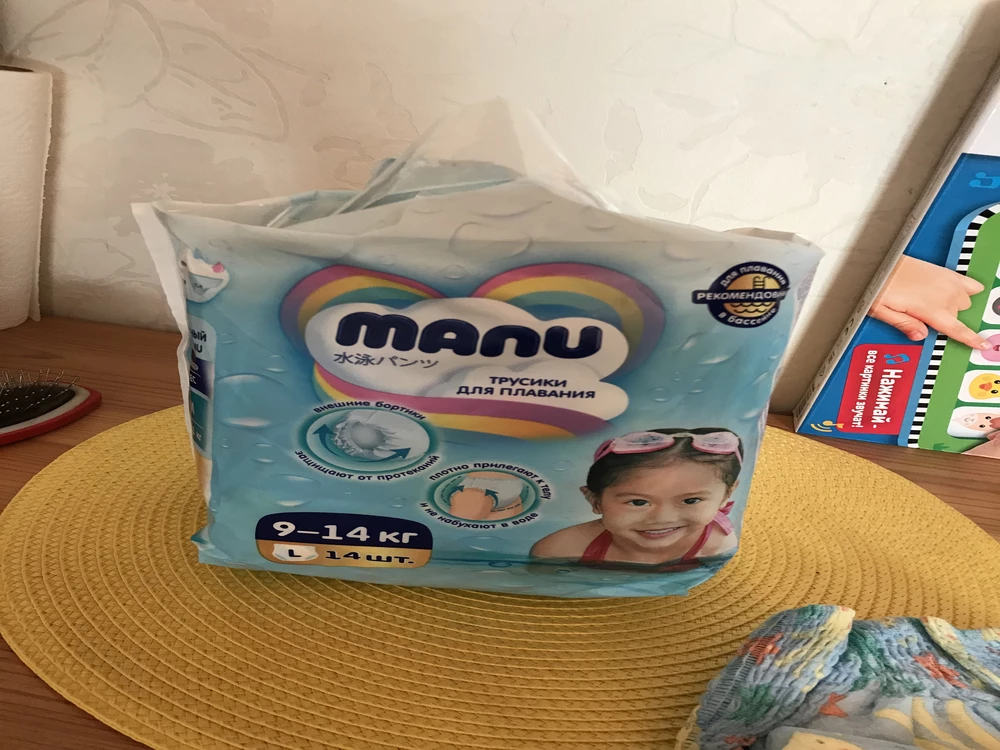 manu
水泳パンツ
ТРУСИКИ
ДЛЯ ПЛАВАНИЯ
для плавания
РЕКОМЕНДОВАН
в бассейне
внешние бортики
защищают от протеканий
плотно прилегают к телу
и не набухают в воде
9–14 кг
L 14 шт.
Нажимай -
все картинки звучат!